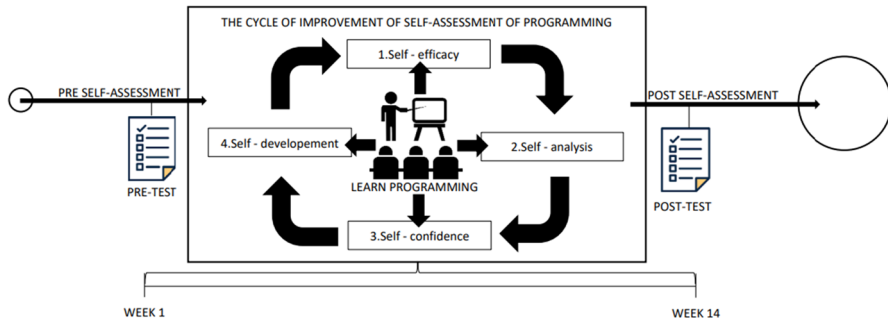 THE CYCLE OF IMPROVEMENT OF SELF-ASSESSMENT OF PROGRAMMING
1.Self - efficacy
PRE SELF-ASSESSMENT
POST SELF-ASSESSMENT
4.Self - developement
2.Self - analysis
PRE-TEST
LEARN PROGRAMMING
POST-TEST
3.Self - confidence
WEEK 1
WEEK 14